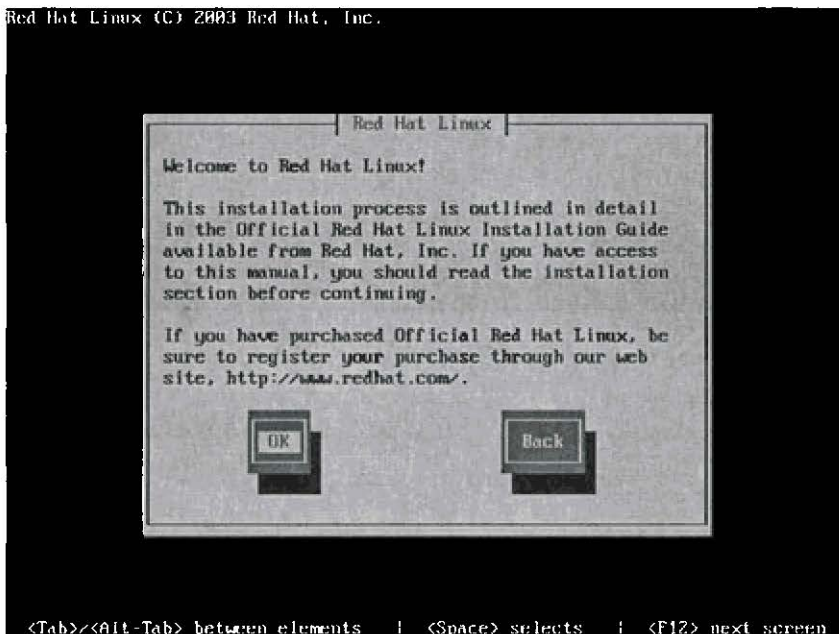 Red Hat Linux (C) 2003 Red Hat, Inc.
Red Hat Linux
Welcome to Red Hat Linux!
This installation process is outlined in detail
in the Official Red Hat Linux Installation Guide
available from Red Hat, Inc. If you have access
to this manual, you should read the installation
section before continuing.
If you have purchased Official Red Hat Linux, be
sure to register your purchase through our web
site, http://www.redhat.com/.
OK Back
<Tab>/<Alt-Tab> between elements | <Space> selects | <F12> next screen